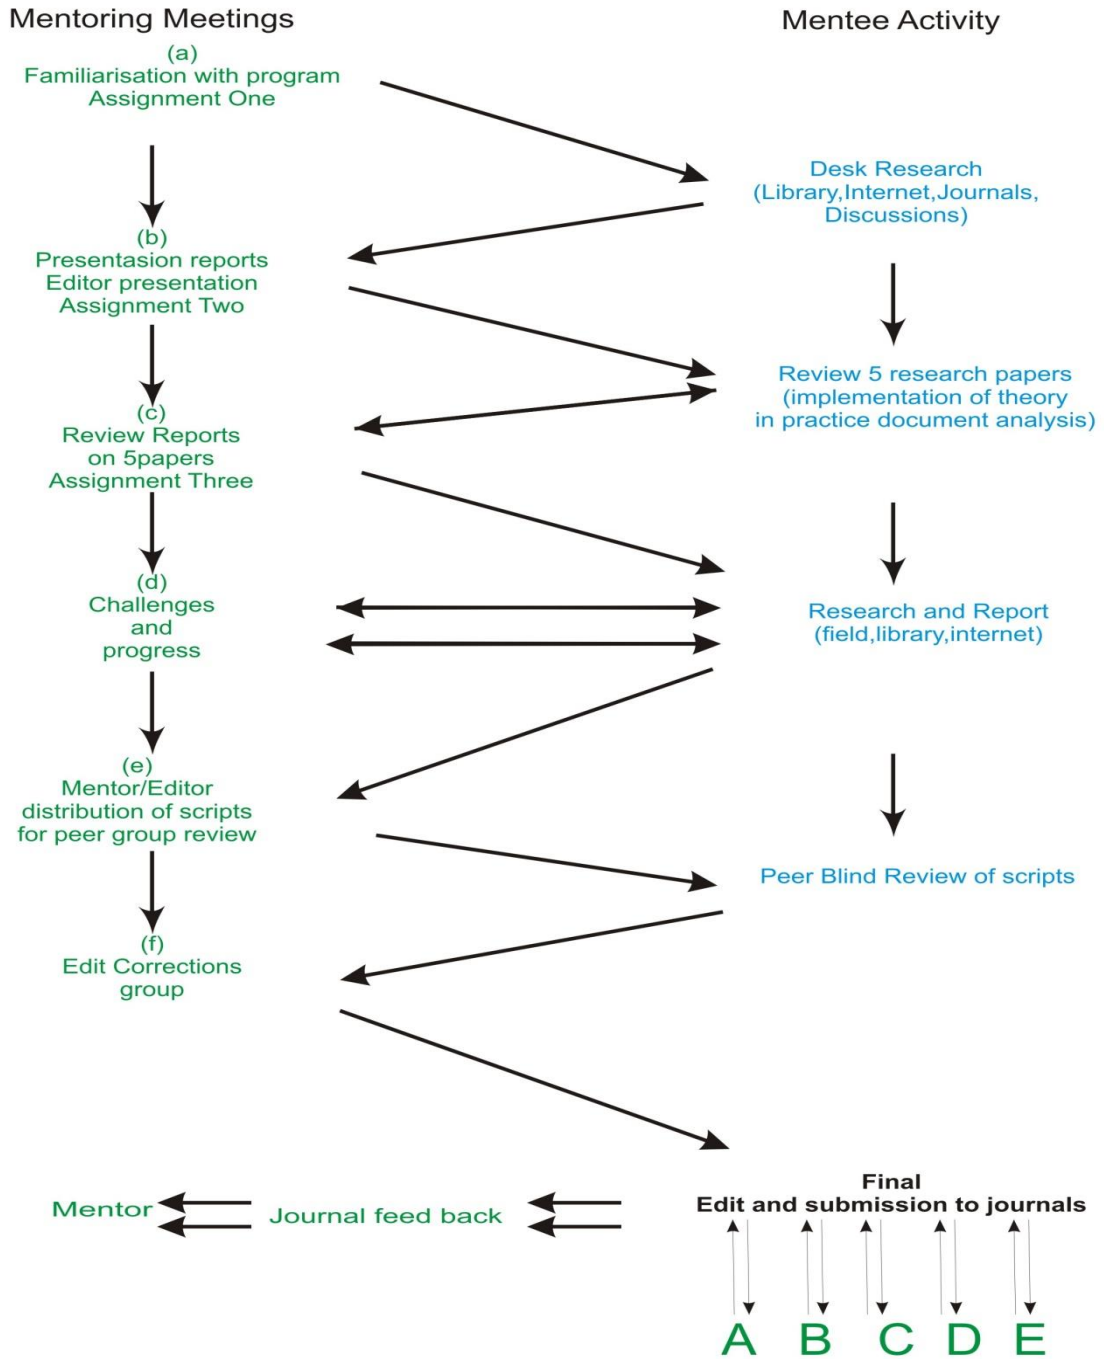 Mentoring Meetings
Mentee Activity
(a)
Familiarisation with program
Assignment One
Desk Research
(Library,Internet,Journals,
Discussions)
(b)
Presentasion reports
Editor presentation
Assignment Two
Review 5 research papers
(implementation of theory
in practice document analysis)
(c)
Review Reports
on 5papers
Assignment Three
(d)
Challenges
and
progress
Research and Report
(field,library,internet)
(e)
Mentor/Editor
distribution of scripts
for peer group review
Peer Blind Review of scripts
(f)
Edit Corrections
group
Final
Edit and submission to journals
Journal feed back
Mentor
A B C D E